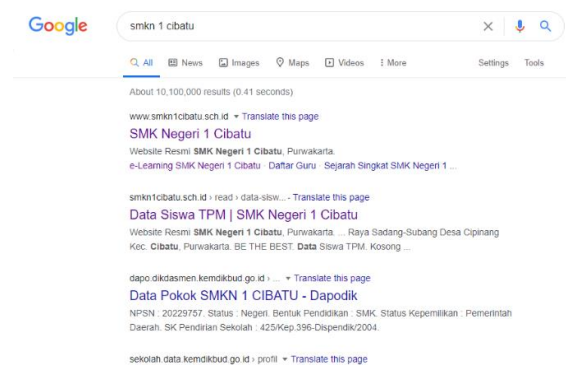 Google
smkn 1 cibatu
All News Images Maps Videos More Settings Tools
About 10,100,000 results (0.41 seconds)
www.smkn1cibatu.sch.id Translate this page
SMK Negeri 1 Cibatu
Website Resmi SMK Negeri 1 Cibatu, Purwakarta.
e-Learning SMK Negeri 1 Cibatu · Daftar Guru · Sejarah Singkat SMK Negeri 1 ...
smkn1cibatu.sch.id › read › data-sisw... - Translate this page
Data Siswa TPM | SMK Negeri 1 Cibatu
Website Resmi SMK Negeri 1 Cibatu, Purwakarta. ... Raya Sadang-Subang Desa Cipinang
Kec. Cibatu, Purwakarta. BE THE BEST. Data Siswa TPM. Kosong ...
dapo.dikdasmen.kemdikbud.go.id › ... Translate this page
Data Pokok SMKN 1 CIBATU - Dapodik
NPSN : 20229757. Status : Negeri. Bentuk Pendidikan : SMK. Status Kepemilikan : Pemerintah
Daerah. SK Pendirian Sekolah : 425/Kep.396-Dispendik/2004.
sekolah.data.kemdikbud.go.id › profil Translate this page